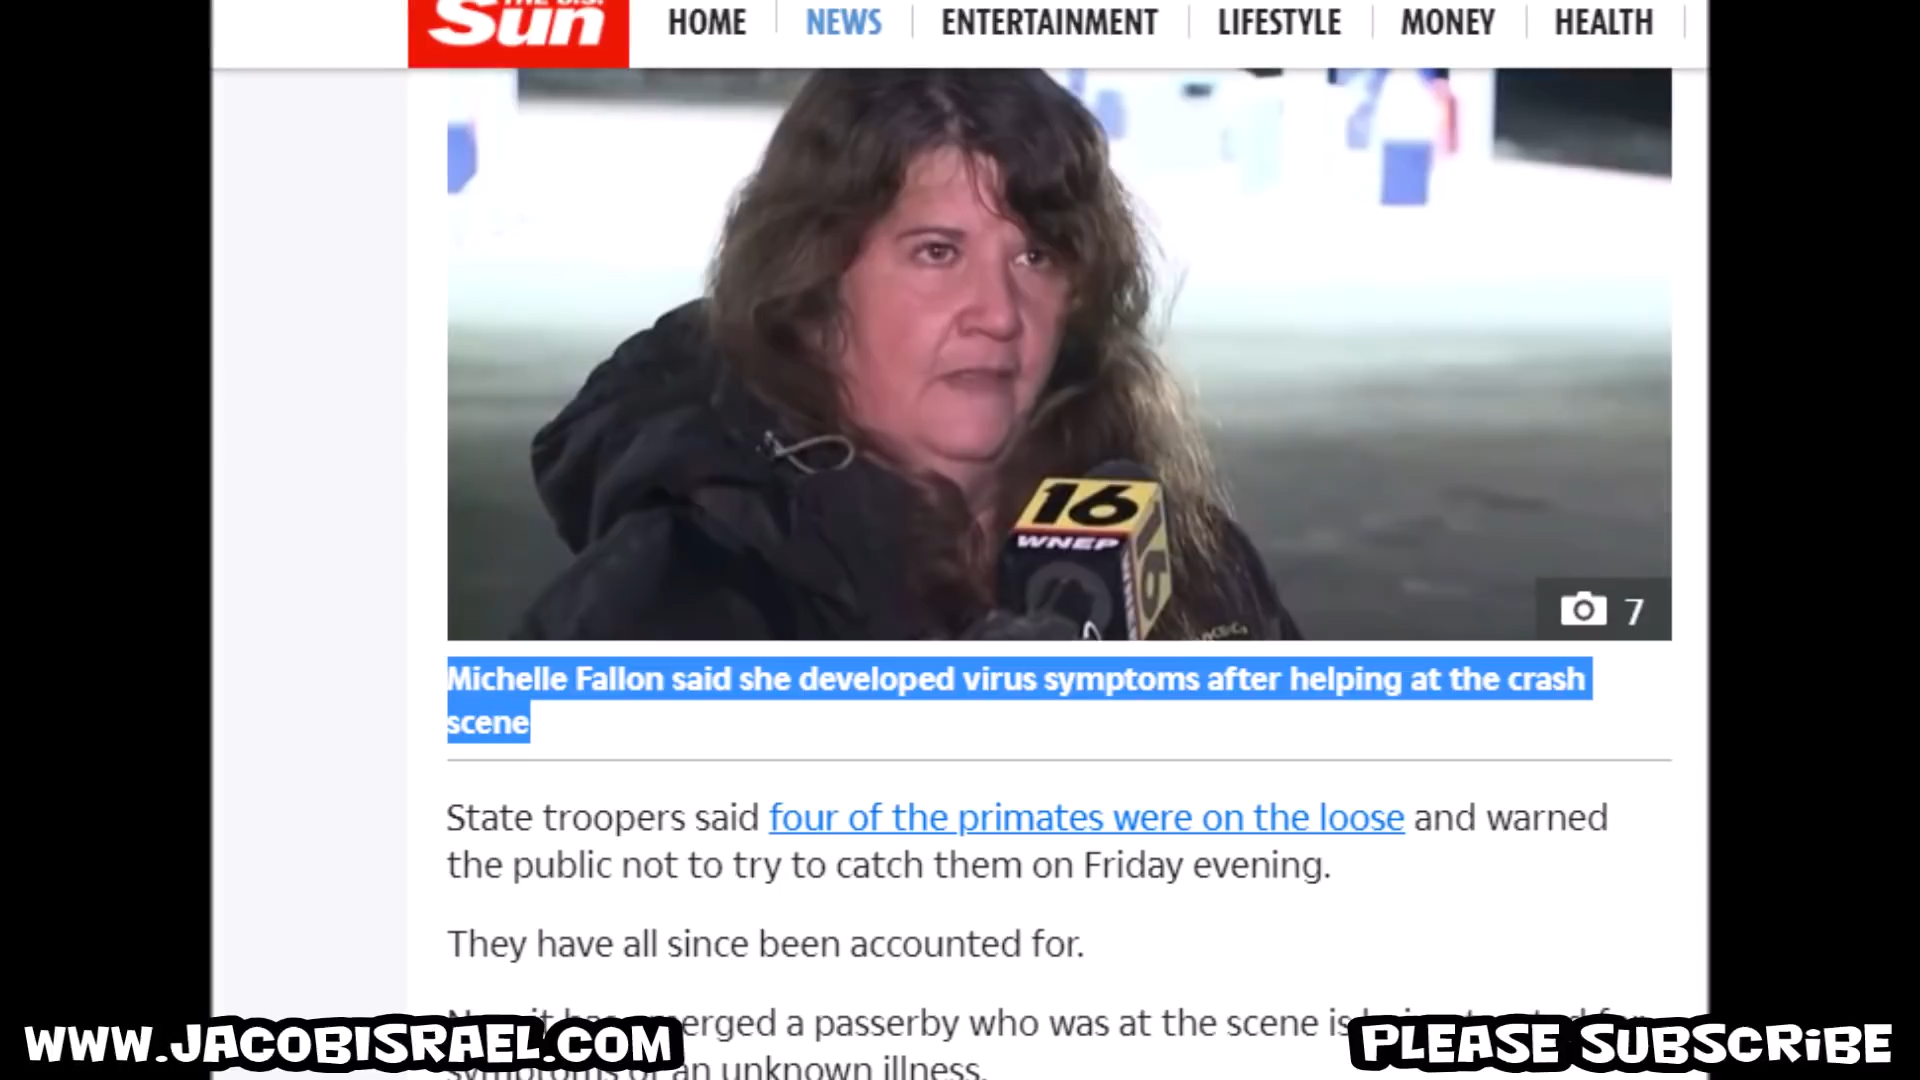 THE U.S.
Sun
HOME NEWS ENTERTAINMENT LIFESTYLE MONEY HEALTH
16
WNEP
7
Michelle Fallon said she developed virus symptoms after helping at the crash
scene
State troopers said four of the primates were on the loose and warned
the public not to try to catch them on Friday evening.
They have all since been accounted for.
a passerby who was at the scene is
an unknown illness.
WWW.JACOBISRAEL.COM
PLEASE SUBSCRIBE